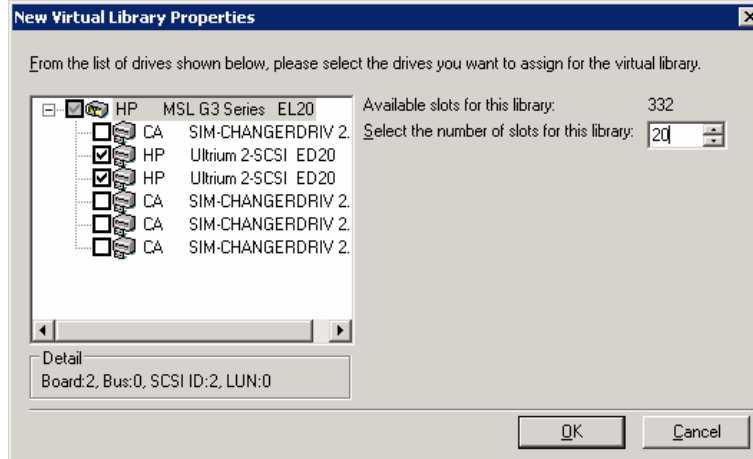 New Virtual Library Properties
From the list of drives shown below, please select the drives you want to assign for the virtual library.
HP MSL G3 Series EL20
CA SIM-CHANGERDRIV 2.
HP Ultrium 2-SCSI ED20
HP Ultrium 2-SCSI ED20
CA SIM-CHANGERDRIV 2.
CA SIM-CHANGERDRIV 2.
CA SIM-CHANGERDRIV 2.
Available slots for this library: 332
Select the number of slots for this library: 20
Detail
Board:2, Bus:0, SCSI ID:2, LUN:0
OK Cancel